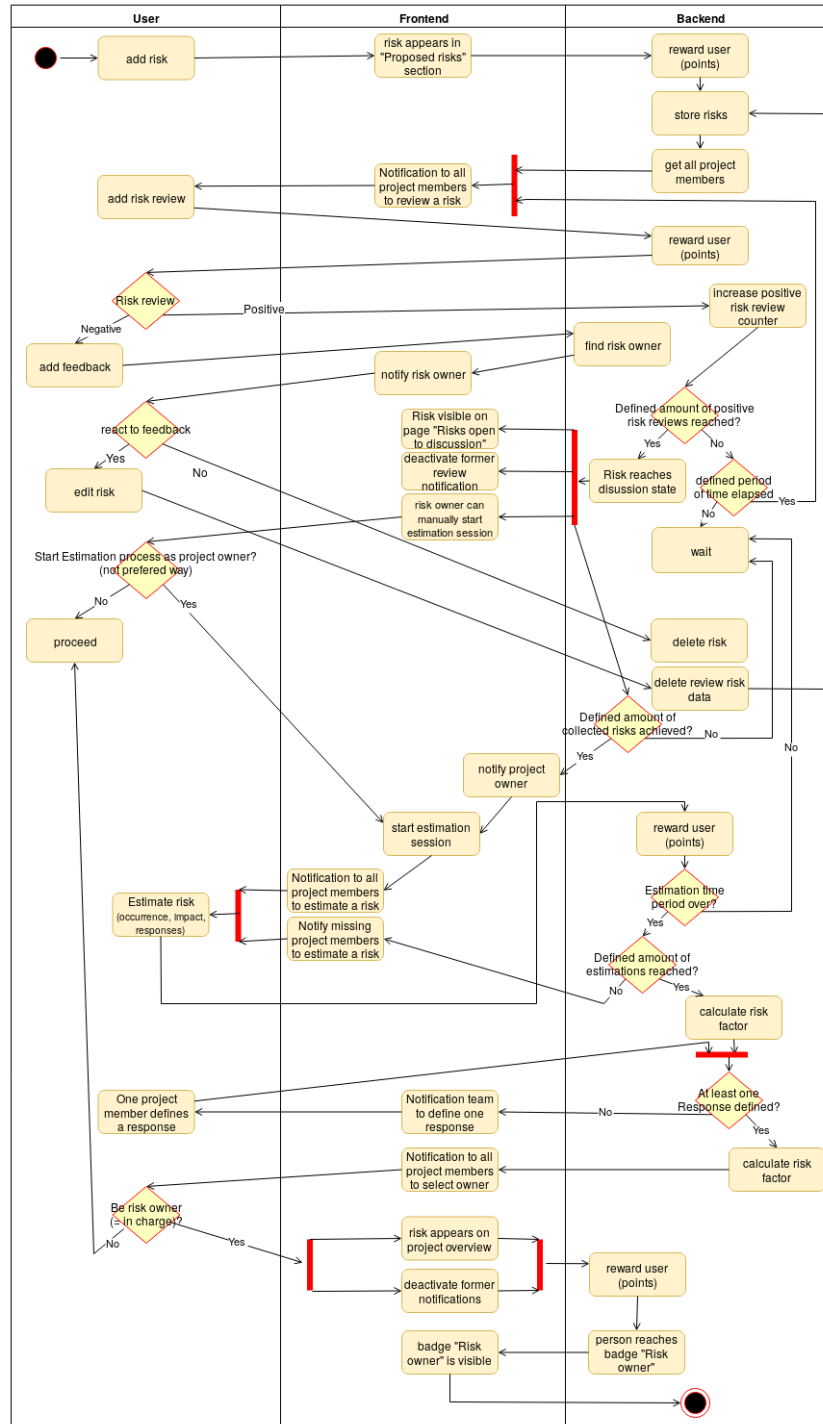 User
Frontend
Backend
add risk
risk appears in
"Proposed risks"
section
reward user
(points)
store risks
get all project
members
Notification to all
project members
to review a risk
add risk review
reward user
(points)
Risk review
Positive
Negative
increase positive
risk review
counter
add feedback
find risk owner
notify risk owner
react to feedback
Yes
No
edit risk
Risk visible on
page "Risks open
to discussion"
deactivate former
review
notification
risk owner can
manually start
estimation session
Defined amount of positive
risk reviews reached?
Yes
No
Risk reaches
disussion state
defined period
of time elapsed
Yes
No
wait
Start Estimation process as project owner?
(not prefered way)
No
Yes
proceed
delete risk
delete review risk
data
Defined amount of
collected risks achieved?
No
Yes
No
notify project
owner
start estimation
session
reward user
(points)
Notification to all
project members
to estimate a risk
Estimate risk
(occurrence, Impact,
responses)
Notify missing
project members
to estimate a risk
Estimation time
period over?
Yes
Defined amount of
estimations reached?
No
Yes
calculate risk
factor
One project
member defines
a response
Notification team
to define one
response
No
At least one
Response defined?
Yes
Notification to all
project members
to select owner
calculate risk
factor
Be risk owner
(= in charge)?
No
Yes
risk appears on
project overview
deactivate former
notifications
reward user
(points)
badge "Risk
owner" is visible
person reaches
badge "Risk
owner"